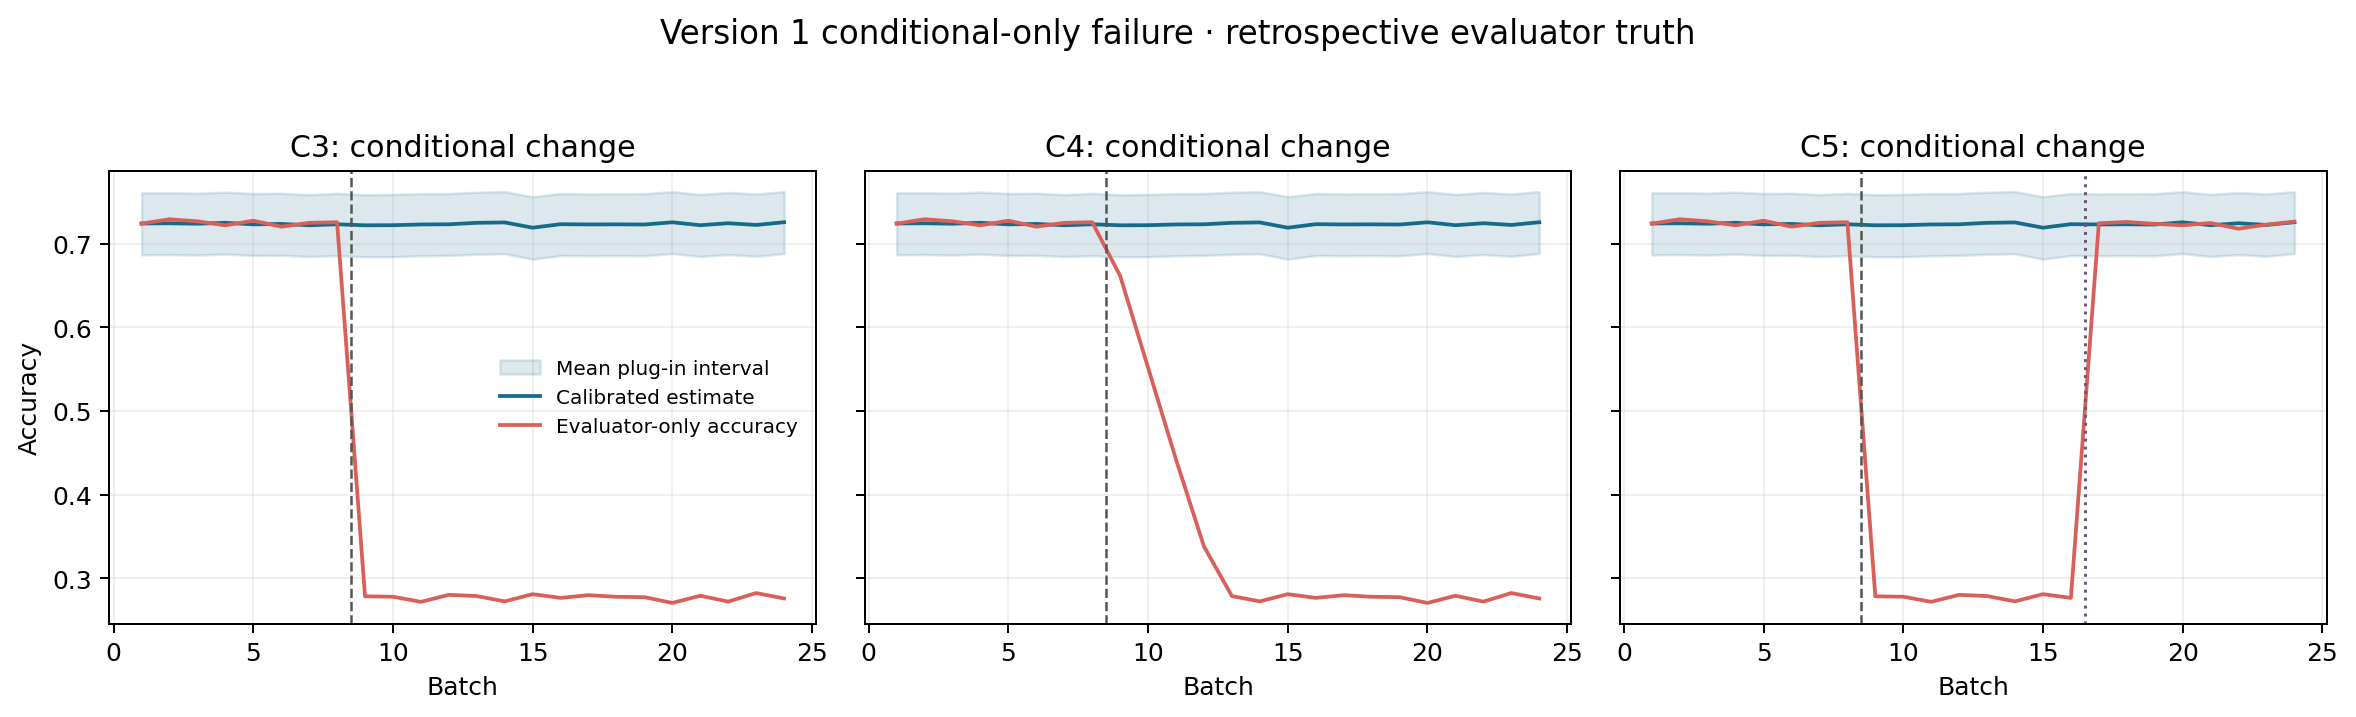 Version 1 conditional-only failure · retrospective evaluator truth
C3: conditional change
C4: conditional change
C5: conditional change
Accuracy
0.7
0.6
0.5
0.4
0.3
Mean plug-in interval
Calibrated estimate
Evaluator-only accuracy
0 5 10 15 20 25
0 5 10 15 20 25
0 5 10 15 20 25
Batch
Batch
Batch